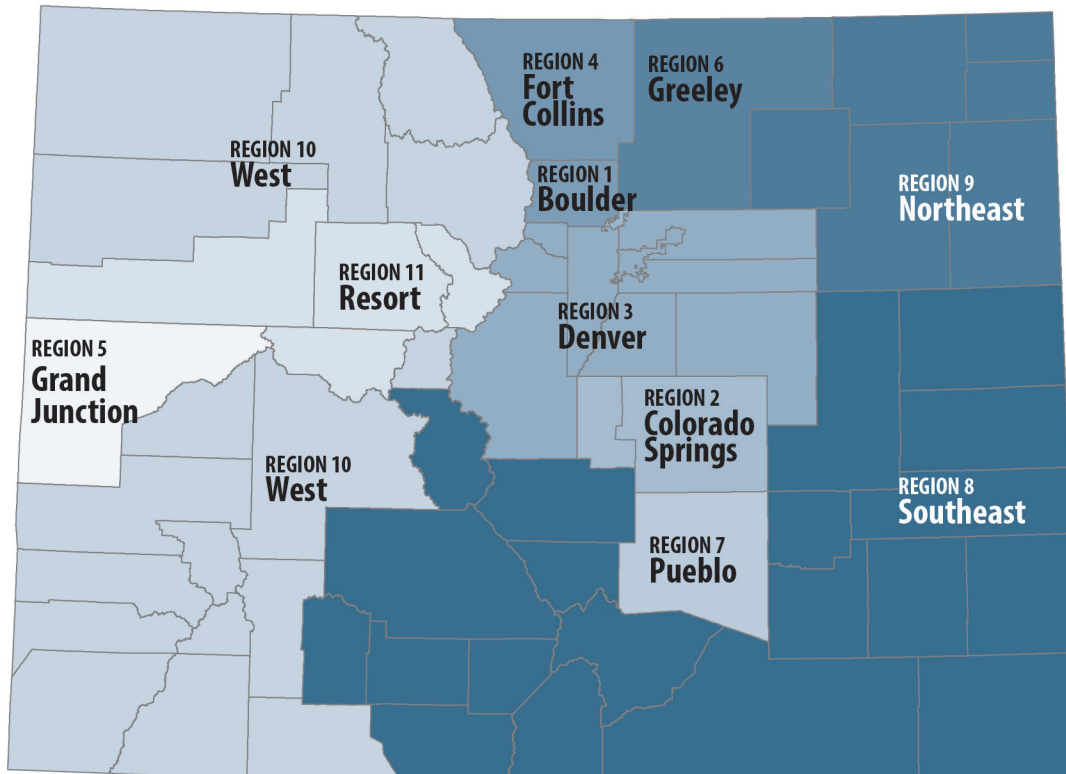 REGION 4
Fort
Collins
REGION 6
Greeley
REGION 10
West
REGION 1
Boulder
REGION 9
Northeast
REGION 11
Resort
REGION 3
Denver
REGION 5
Grand
Junction
REGION 2
Colorado
Springs
REGION 10
West
REGION 8
Southeast
REGION 7
Pueblo